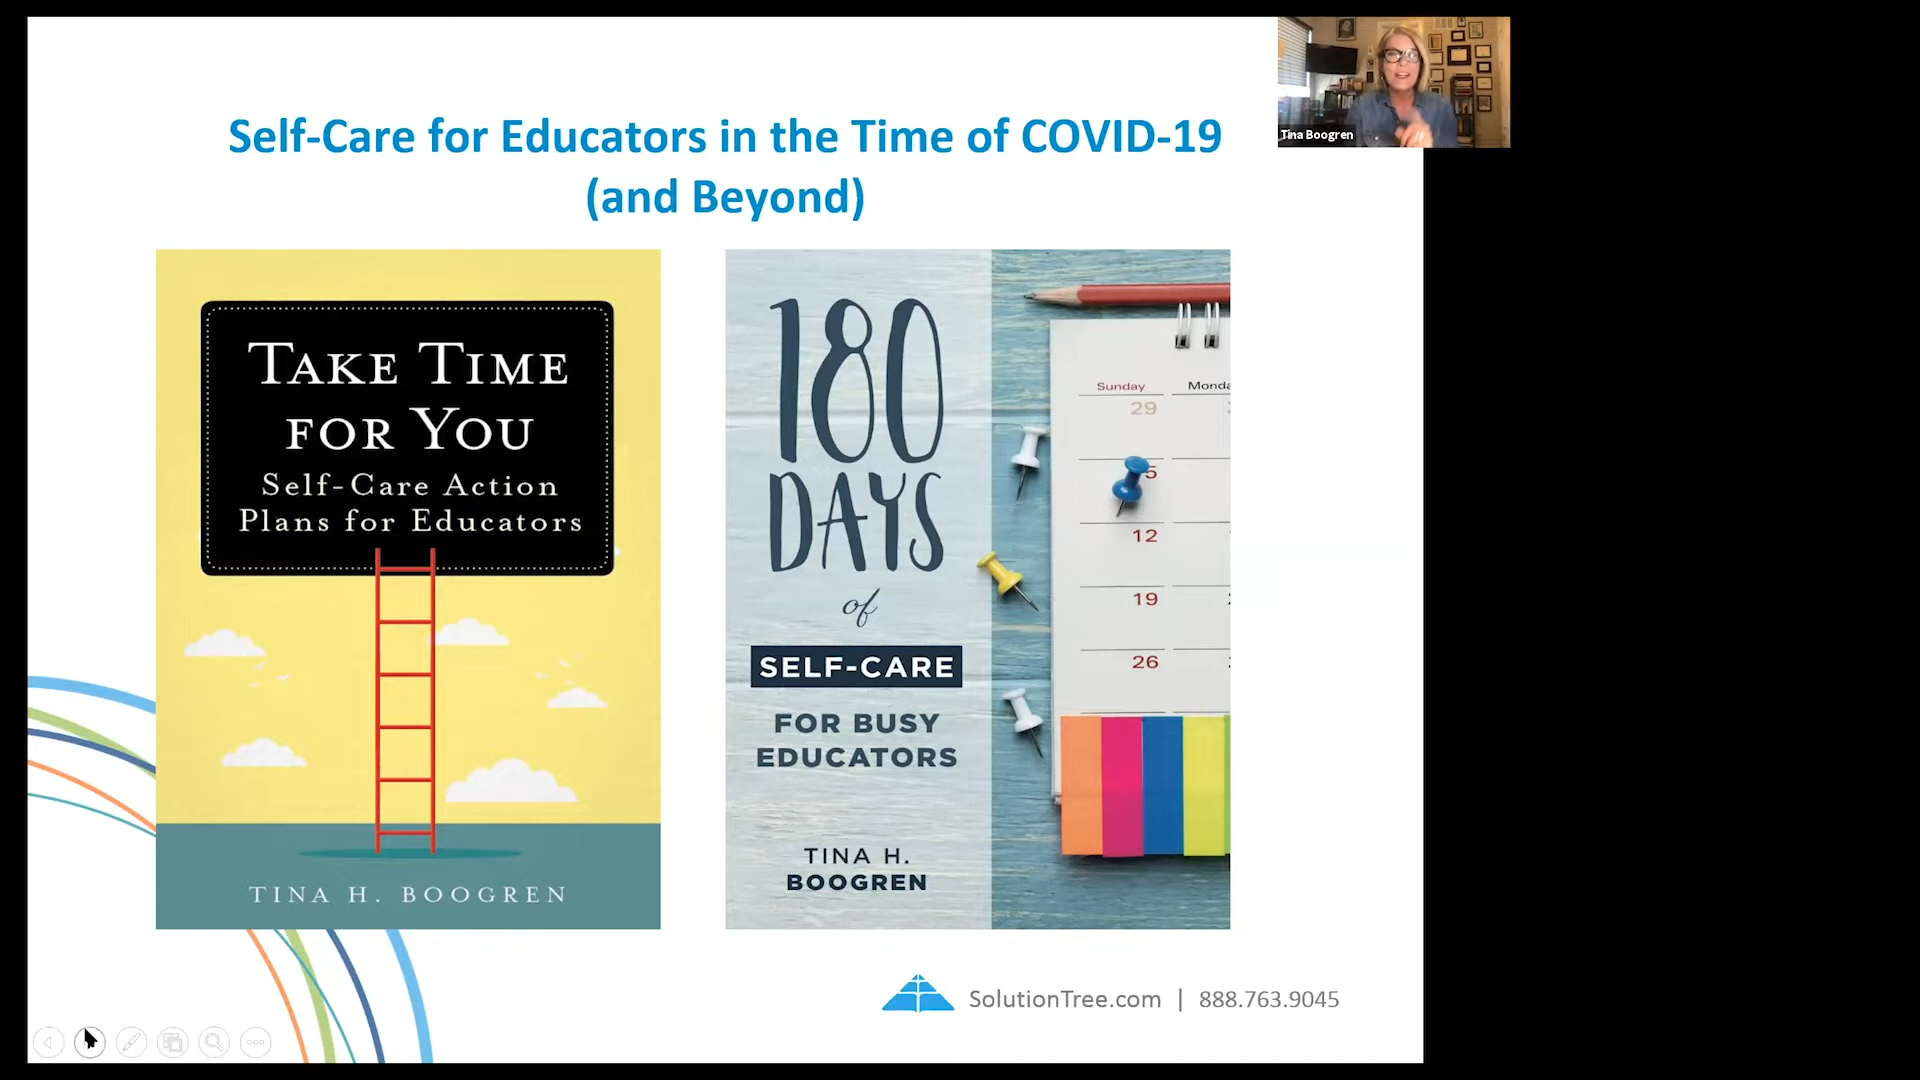 Self-Care for Educators in the Time of COVID-19
(and Beyond)
Tina Boogren
TAKE TIME
FOR YOU
Self-Care Action
Plans for Educators
TINA H. BOOGREN
180
DAYS
of
SELF-CARE
FOR BUSY
EDUCATORS
TINA H.
BOOGREN
Sunday
29
5
12
19
26
SolutionTree.com | 888.763.9045